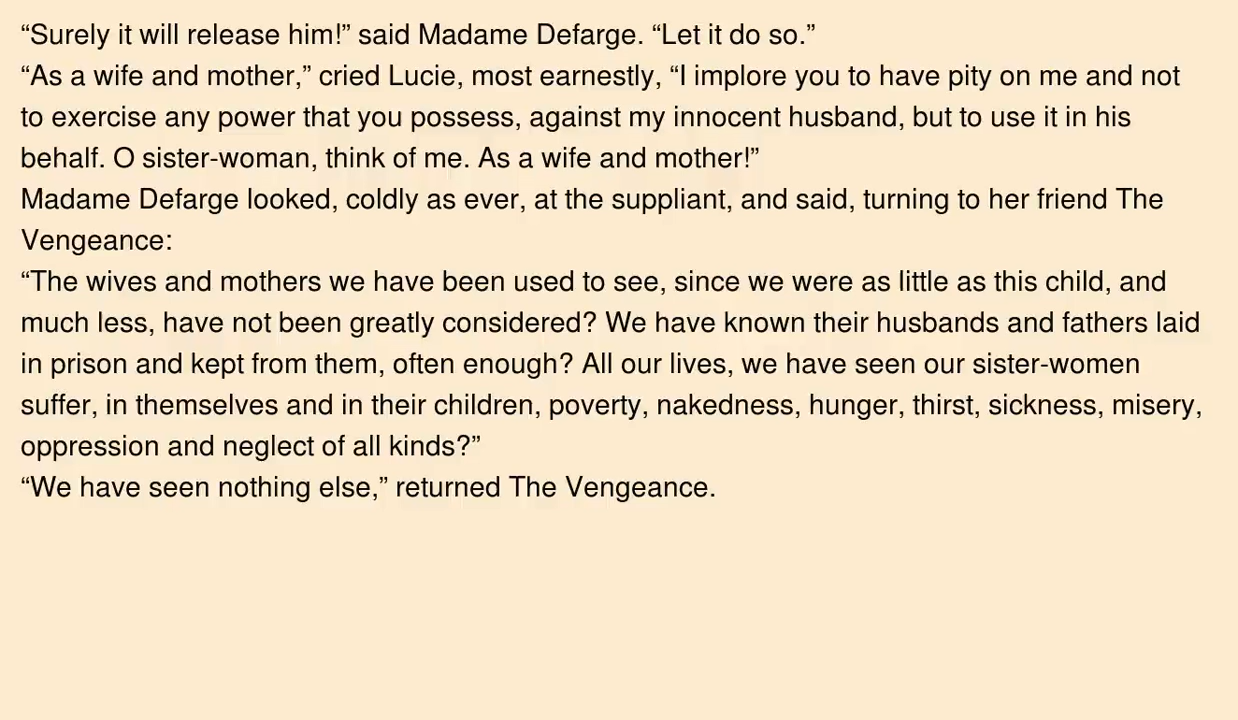 “Surely it will release him!” said Madame Defarge. “Let it do so.”
“As a wife and mother,” cried Lucie, most earnestly, “I implore you to have pity on me and not
to exercise any power that you possess, against my innocent husband, but to use it in his
behalf. O sister-woman, think of me. As a wife and mother!”
Madame Defarge looked, coldly as ever, at the suppliant, and said, turning to her friend The
Vengeance:
“The wives and mothers we have been used to see, since we were as little as this child, and
much less, have not been greatly considered? We have known their husbands and fathers laid
in prison and kept from them, often enough? All our lives, we have seen our sister-women
suffer, in themselves and in their children, poverty, nakedness, hunger, thirst, sickness, misery,
oppression and neglect of all kinds?”
“We have seen nothing else,” returned The Vengeance.